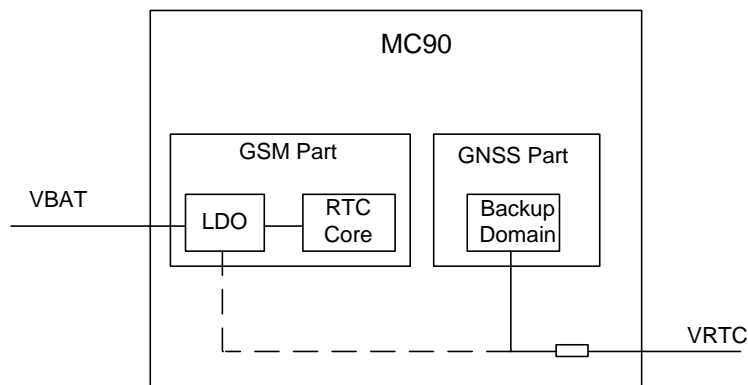 MC90
GSM Part
GNSS Part
VBAT
LDO
RTC
Core
Backup
Domain
VRTC